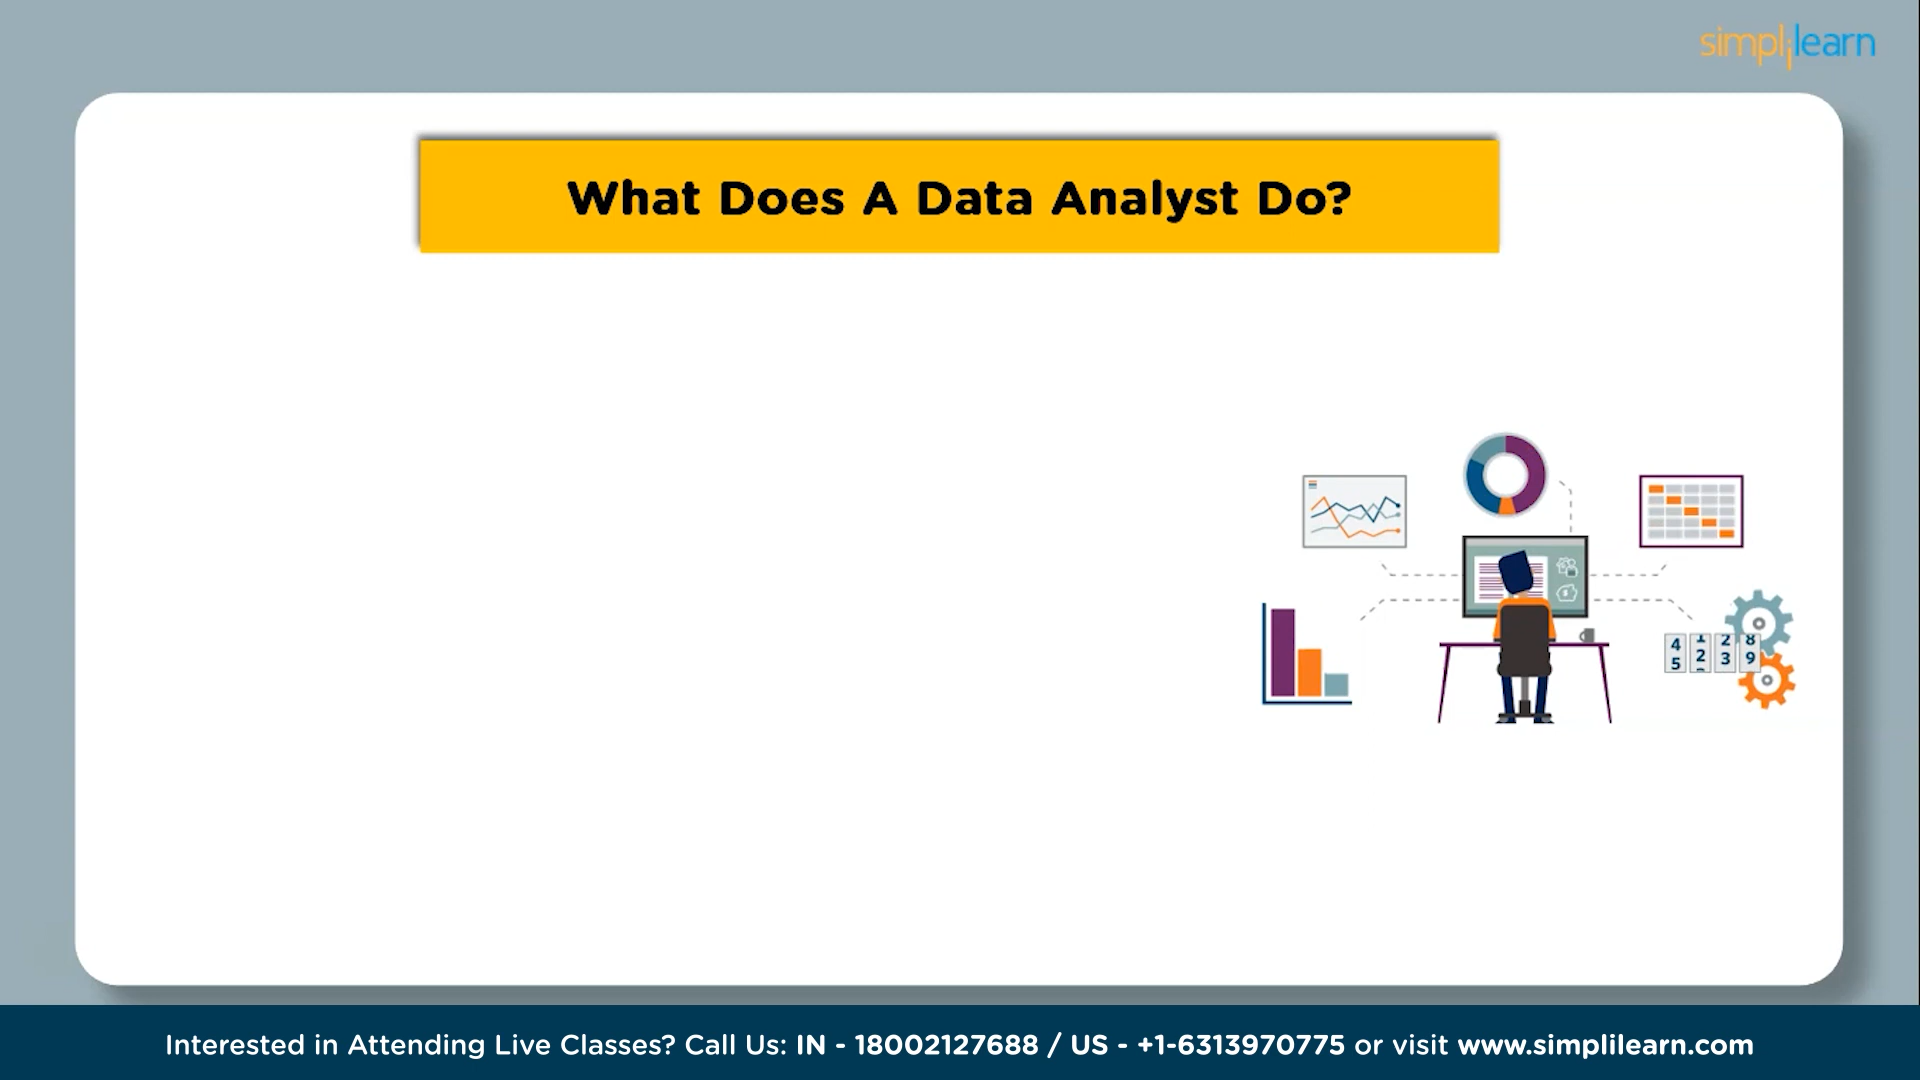 simplilearn
What Does A Data Analyst Do?
4 1 2 8
5 2 3 9
Interested in Attending Live Classes? Call Us: IN - 18002127688 / US - +1-6313970775 or visit www.simplilearn.com